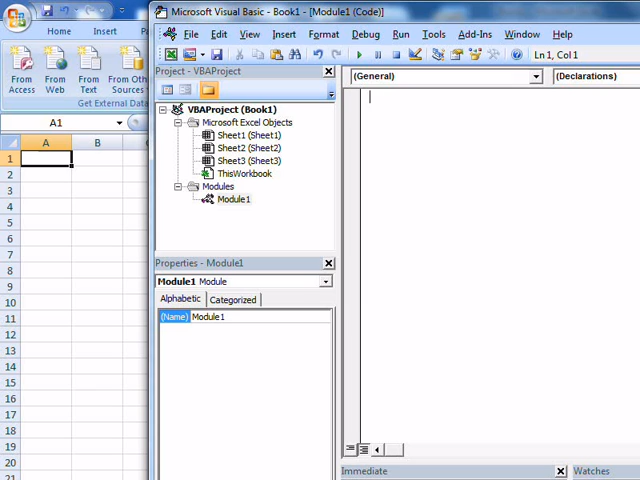 Microsoft Visual Basic - Book1 - [Module1 (Code)]
Home Insert
File Edit View Insert Format Debug Run Tools Add-Ins Window Help
Ln 1, Col 1
From Access
From Web
From Text
From Othe Sources
Get External Data
Project - VBAProject
(General)
(Declarations)
A1
VBAProject (Book1)
Microsoft Excel Objects
Sheet1 (Sheet1)
Sheet2 (Sheet2)
Sheet3 (Sheet3)
ThisWorkbook
Modules
Module1
A B
1
2
3
4
5
6
7
8
9
10
11
12
13
14
15
16
17
18
19
20
21
Properties - Module1
Module1 Module
Alphabetic Categorized
(Name) Module1
Immediate
Watches